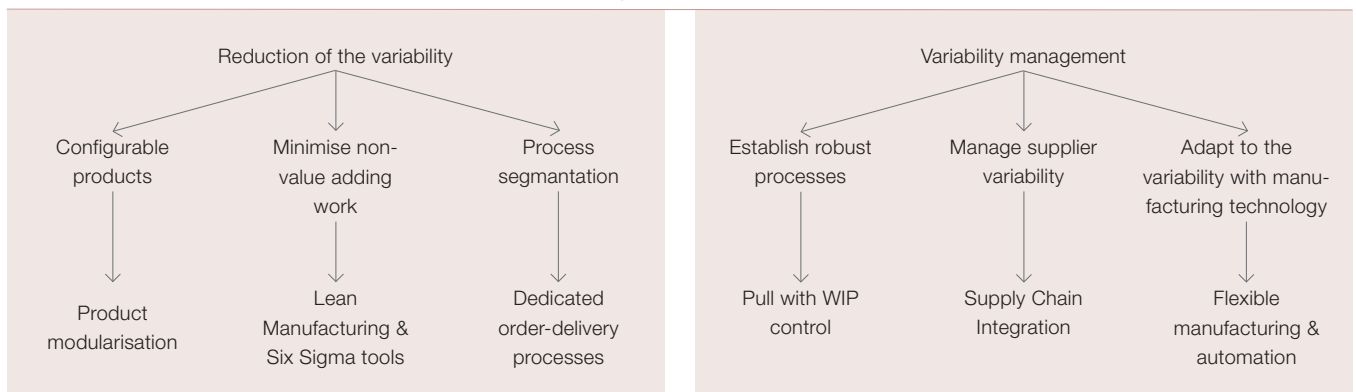 Reduction of the variability
Configurable
products
Minimise non-
value adding
work
Process
segmantation
Product
modularisation
Lean
Manufacturing &
Six Sigma tools
Dedicated
order-delivery
processes
Variability management
Establish robust
processes
Manage supplier
variability
Adapt to the
variability with manu-
facturing technology
Pull with WIP
control
Supply Chain
Integration
Flexible
manufacturing &
automation